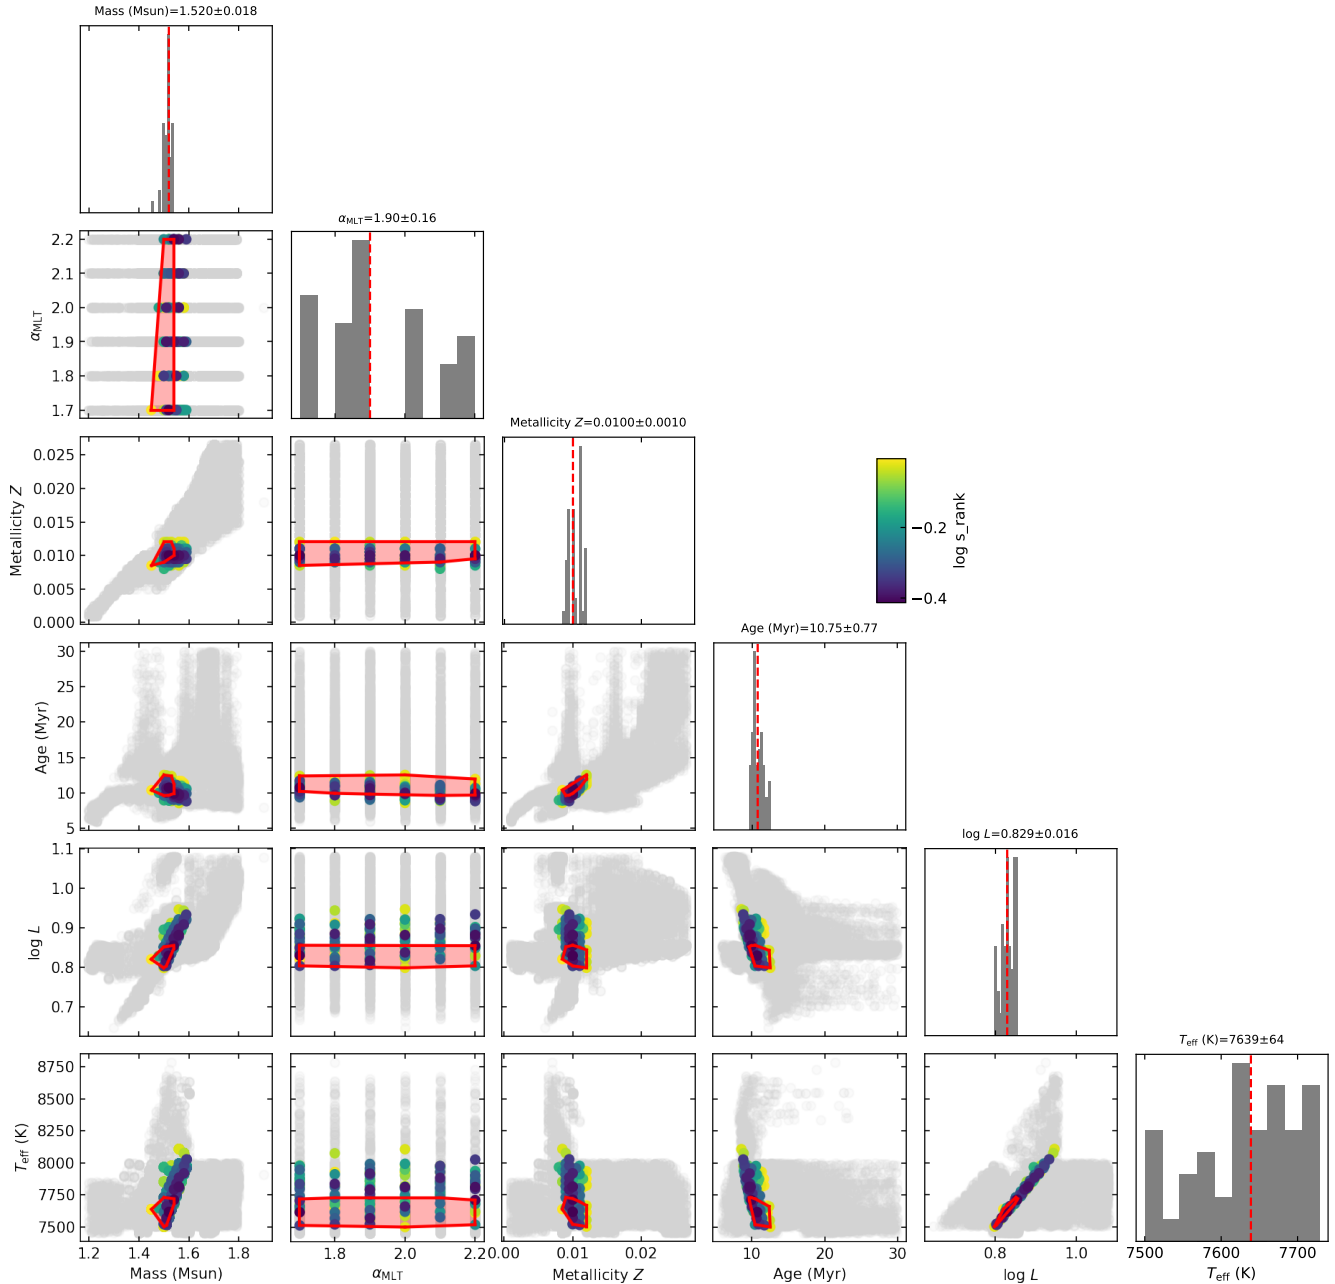 Mass (Msun)=1.520±0.018
α_MLT=1.90±0.16
2.2
2.1
2.0
1.9
1.8
1.7
α_MLT
Metallicity Z=0.0100±0.0010
0.025
0.020
0.015
0.010
0.005
0.000
Metallicity Z
−0.2
−0.4
log s_rank
Age (Myr)=10.75±0.77
30
25
20
15
10
5
Age (Myr)
log L=0.829±0.016
1.1
1.0
0.9
0.8
0.7
log L
T_eff (K)=7639±64
8750
8500
8250
8000
7750
7500
T_eff (K)
1.2 1.4 1.6 1.8
Mass (Msun)
1.8 2.0 2.2
α_MLT
0.00 0.01 0.02
Metallicity Z
10 20 30
Age (Myr)
0.8 1.0
log L
7500 7600 7700
T_eff (K)